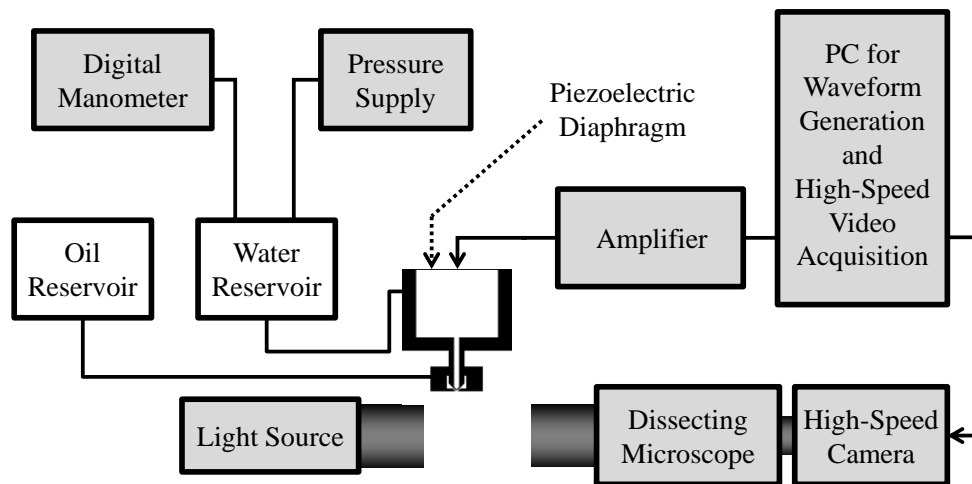 Digital
Manometer
Pressure
Supply
Piezoelectric
Diaphragm
PC for
Waveform
Generation
and
High-Speed
Video
Acquisition
Oil
Reservoir
Water
Reservoir
Amplifier
Light Source
Dissecting
Microscope
High-Speed
Camera